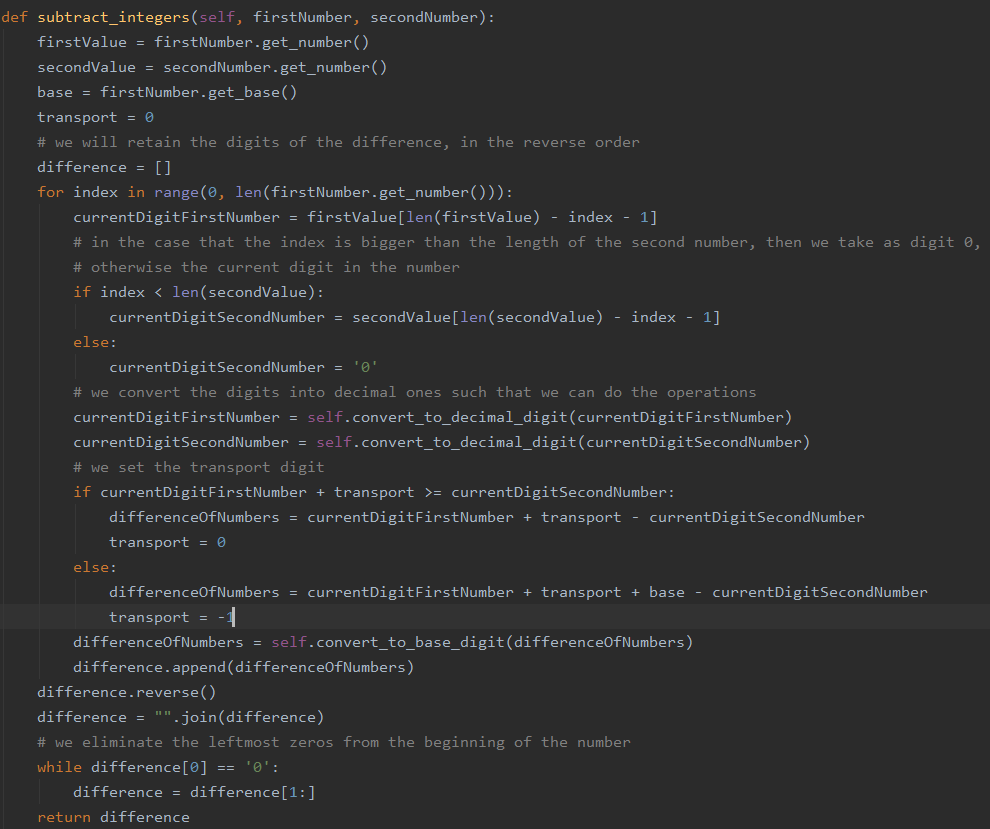 def subtract_integers(self, firstNumber, secondNumber):
    firstValue = firstNumber.get_number()
    secondValue = secondNumber.get_number()
    base = firstNumber.get_base()
    transport = 0
    # we will retain the digits of the difference, in the reverse order
    difference = []
    for index in range(0, len(firstNumber.get_number())):
        currentDigitFirstNumber = firstValue[len(firstValue) - index - 1]
        # in the case that the index is bigger than the length of the second number, then we take as digit 0,
        # otherwise the current digit in the number
        if index < len(secondValue):
            currentDigitSecondNumber = secondValue[len(secondValue) - index - 1]
        else:
            currentDigitSecondNumber = '0'
        # we convert the digits into decimal ones such that we can do the operations
        currentDigitFirstNumber = self.convert_to_decimal_digit(currentDigitFirstNumber)
        currentDigitSecondNumber = self.convert_to_decimal_digit(currentDigitSecondNumber)
        # we set the transport digit
        if currentDigitFirstNumber + transport >= currentDigitSecondNumber:
            differenceOfNumbers = currentDigitFirstNumber + transport - currentDigitSecondNumber
            transport = 0
        else:
            differenceOfNumbers = currentDigitFirstNumber + transport + base - currentDigitSecondNumber
            transport = -1
        differenceOfNumbers = self.convert_to_base_digit(differenceOfNumbers)
        difference.append(differenceOfNumbers)
    difference.reverse()
    difference = "".join(difference)
    # we eliminate the leftmost zeros from the beginning of the number
    while difference[0] == '0':
        difference = difference[1:]
    return difference